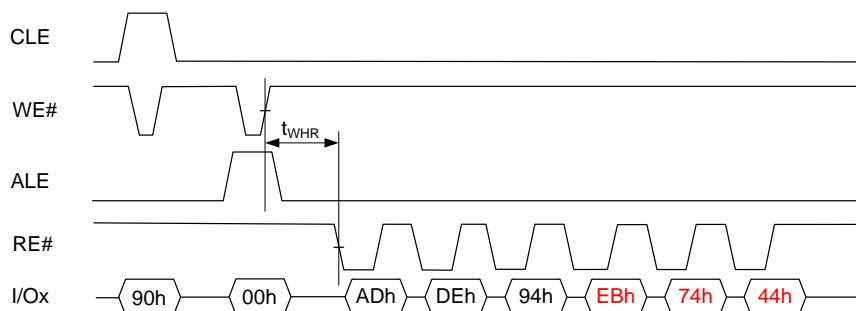 CLE
WE#
tWHR
ALE
RE#
I/Ox 90h 00h ADh DEh 94h EBh 74h 44h